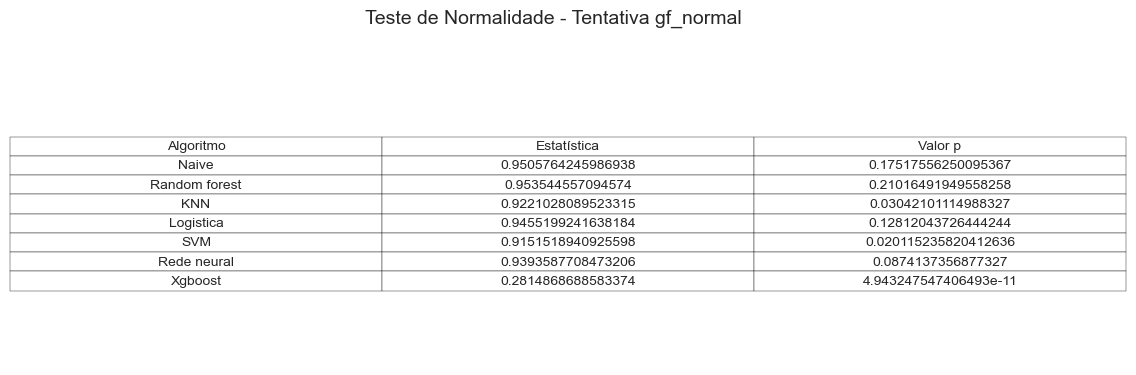 Teste de Normalidade - Tentativa gf_normal
Algoritmo Estatística Valor p
Naive 0.9505764245986938 0.17517556250095367
Random forest 0.953544557094574 0.21016491949558258
KNN 0.9221028089523315 0.03042101114988327
Logistica 0.9455199241638184 0.12812043726444244
SVM 0.9151518940925598 0.020115235820412636
Rede neural 0.9393587708473206 0.0874137356877327
Xgboost 0.2814868688583374 4.943247547406493e-11